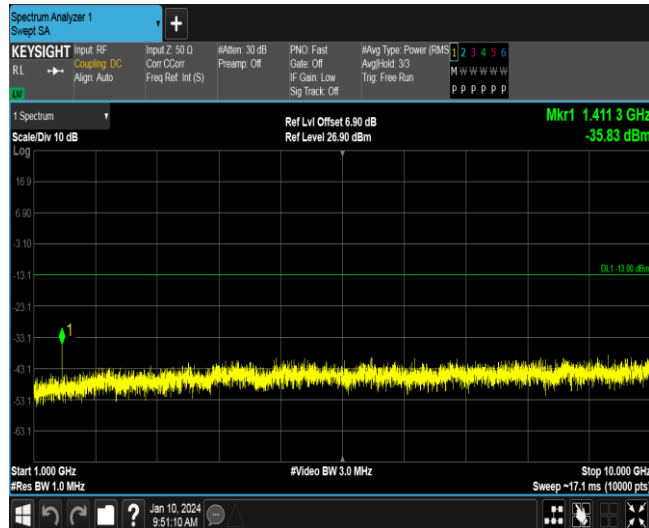 Spectrum Analyzer 1
Swept SA
+
KEYSIGHT
RL
Input: RF
Coupling: DC
Align: Auto
Input Z: 50 Ω
Corr CCorr
Freq Ref: Int (S)
#Atten: 30 dB
Preamp: Off
PNO: Fast
Gate: Off
IF Gain: Low
Sig Track: Off
#Avg Type: Power (RMS
Avg|Hold: 3/3
Trig: Free Run
1 2 3 4 5 6
M W W W W W
P P P P P P
1 Spectrum
Scale/Div 10 dB
Ref Lvl Offset 6.90 dB
Ref Level 26.90 dBm
Mkr1 1.411 3 GHz
-35.83 dBm
Log
16.9
6.90
-3.10
-13.1
DL1 -13.00 dBm
-23.1
-33.1
1
-43.1
-53.1
-63.1
Start 1.000 GHz
#Res BW 1.0 MHz
#Video BW 3.0 MHz
Stop 10.000 GHz
Sweep ~17.1 ms (10000 pts)
?
Jan 10, 2024
9:51:10 AM